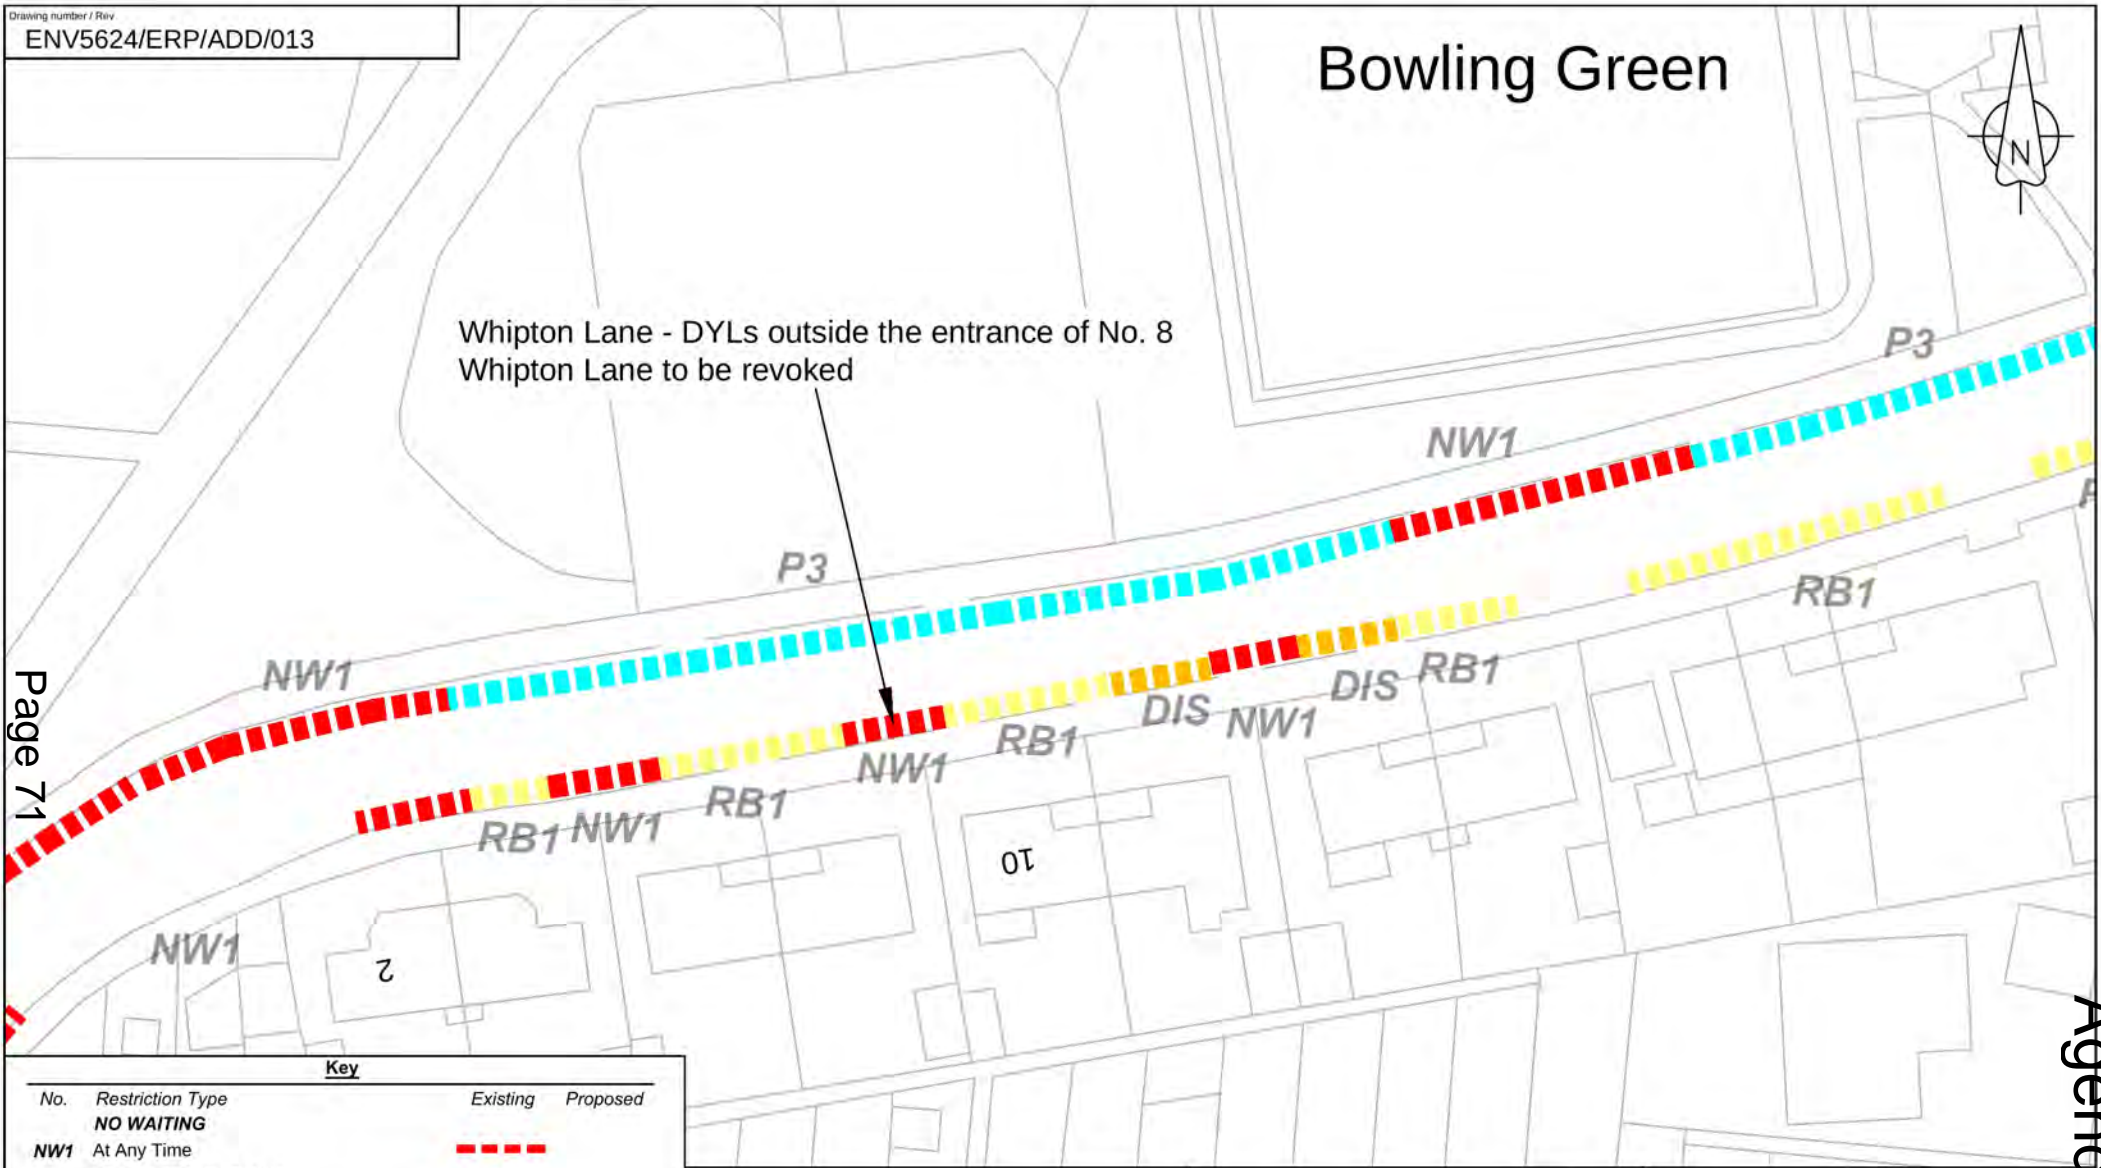 Drawing number / Rev
ENV5624/ERP/ADD/013
Bowling Green
N
Whipton Lane - DYLs outside the entrance of No. 8
Whipton Lane to be revoked
P3
NW1
P3
RB1
NW1
DIS
RB1
DIS
NW1
RB1
NW1
RB1
NW1
RB1
10
2
NW1
Page 71
Key
No. Restriction Type Existing Proposed
NO WAITING
NW1 At Any Time